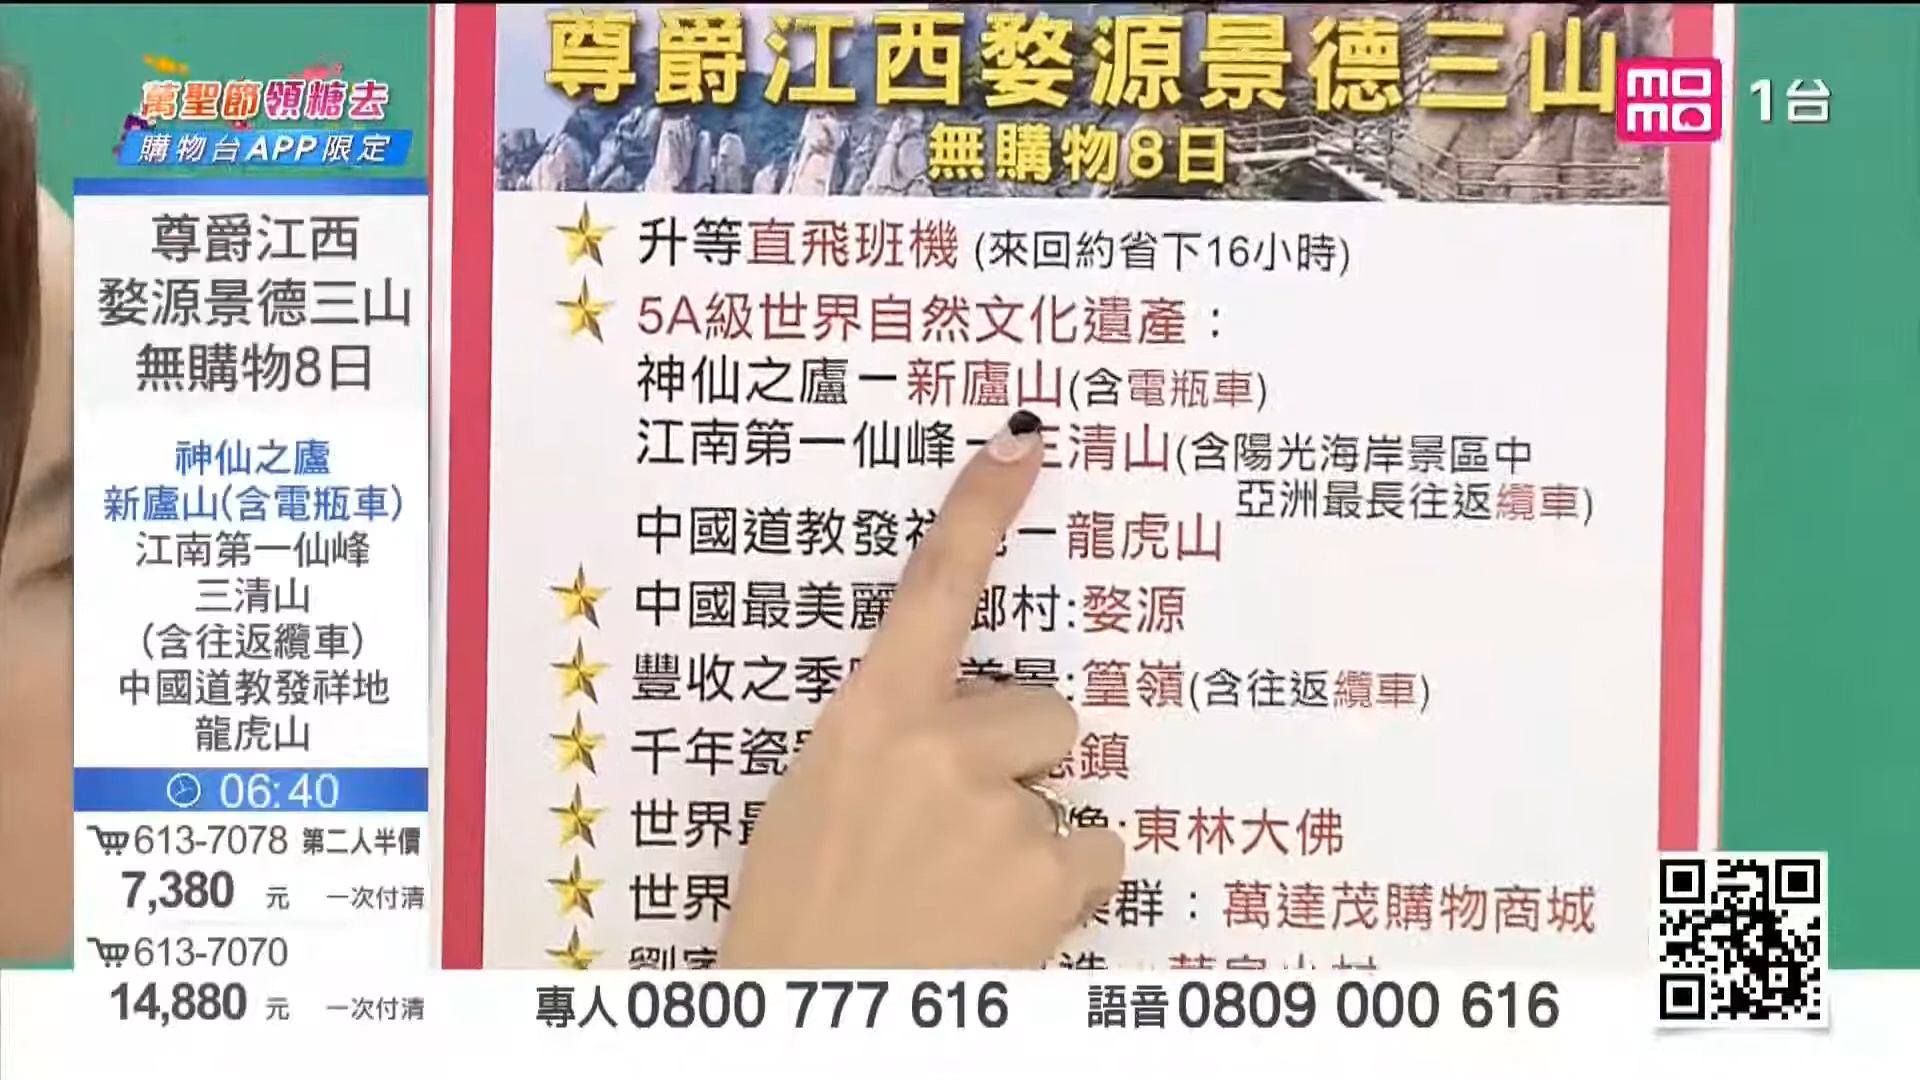 尊爵江西婺源景德三山
無購物8日
momo
1台
萬聖節領糖去
購物台APP限定
尊爵江西
婺源景德三山
無購物8日
神仙之廬
新廬山(含電瓶車)
江南第一仙峰
三清山
(含往返纜車)
中國道教發祥地
龍虎山
06:40
613-7078 第二人半價
7,380 元 一次付清
613-7070
14,880 元 一次付清
升等直飛班機 (來回約省下16小時)
5A級世界自然文化遺產：
神仙之廬－新廬山(含電瓶車)
江南第一仙峰－三清山(含陽光海岸景區中
亞洲最長往返纜車)
中國道教發祥 －龍虎山
中國最美麗 鄉村:婺源
豐收之季 美景:篁嶺(含往返纜車)
千年瓷 德鎮
世界最 像:東林大佛
世界 群：萬達茂購物商城
專人 0800 777 616
語音 0809 000 616